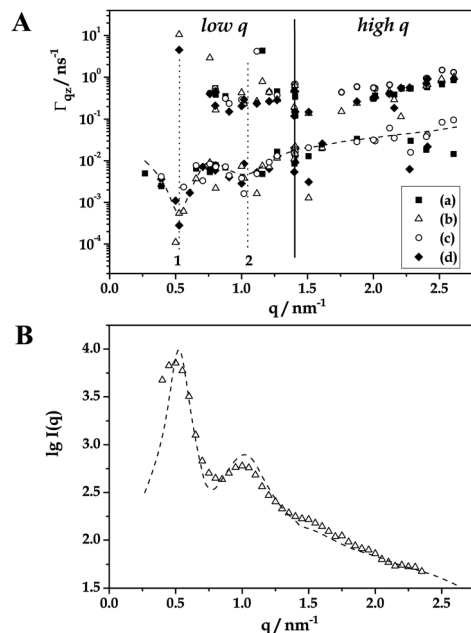 A
low q
high q
Γqz / ns⁻¹
10¹
10⁰
10⁻¹
10⁻²
10⁻³
10⁻⁴
1
2
(a)
(b)
(c)
(d)
0.0 0.5 1.0 1.5 2.0 2.5
q / nm⁻¹
B
lg I(q)
4.0
3.5
3.0
2.5
2.0
1.5
0.0 0.5 1.0 1.5 2.0 2.5
q / nm⁻¹